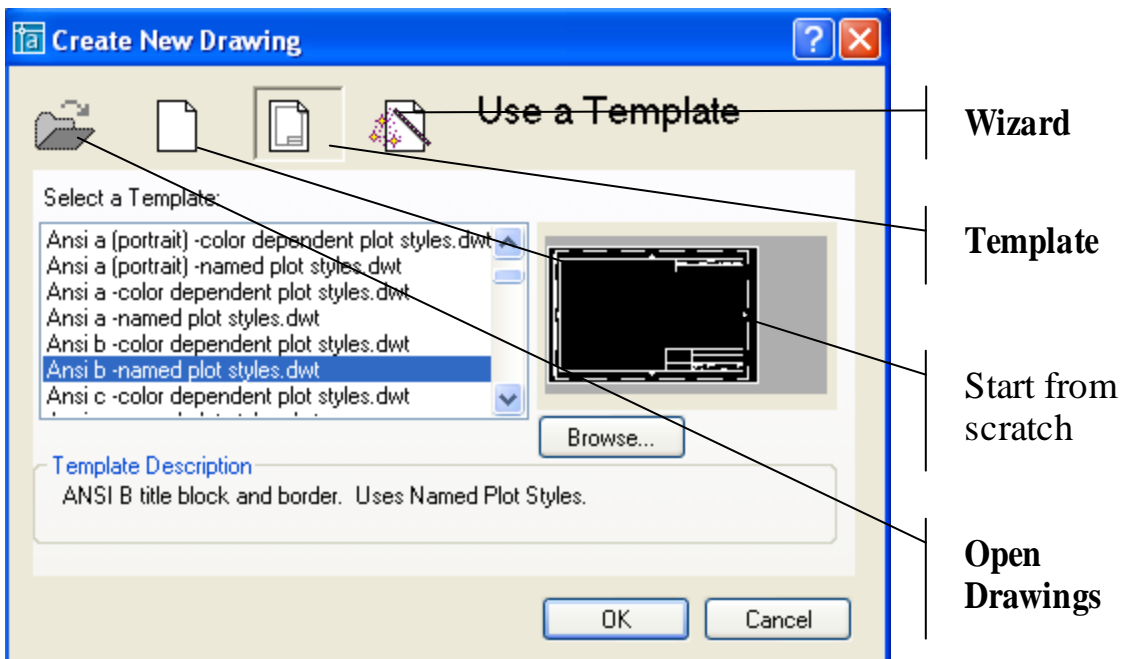 Create New Drawing
Use a Template
Wizard
Select a Template:
Ansi a (portrait) -color dependent plot styles.dwt
Ansi a (portrait) -named plot styles.dwt
Ansi a -color dependent plot styles.dwt
Ansi a -named plot styles.dwt
Ansi b -color dependent plot styles.dwt
Ansi b -named plot styles.dwt
Ansi c -color dependent plot styles.dwt
Template
Start from
scratch
Browse...
Template Description
ANSI B title block and border. Uses Named Plot Styles.
Open
Drawings
OK
Cancel